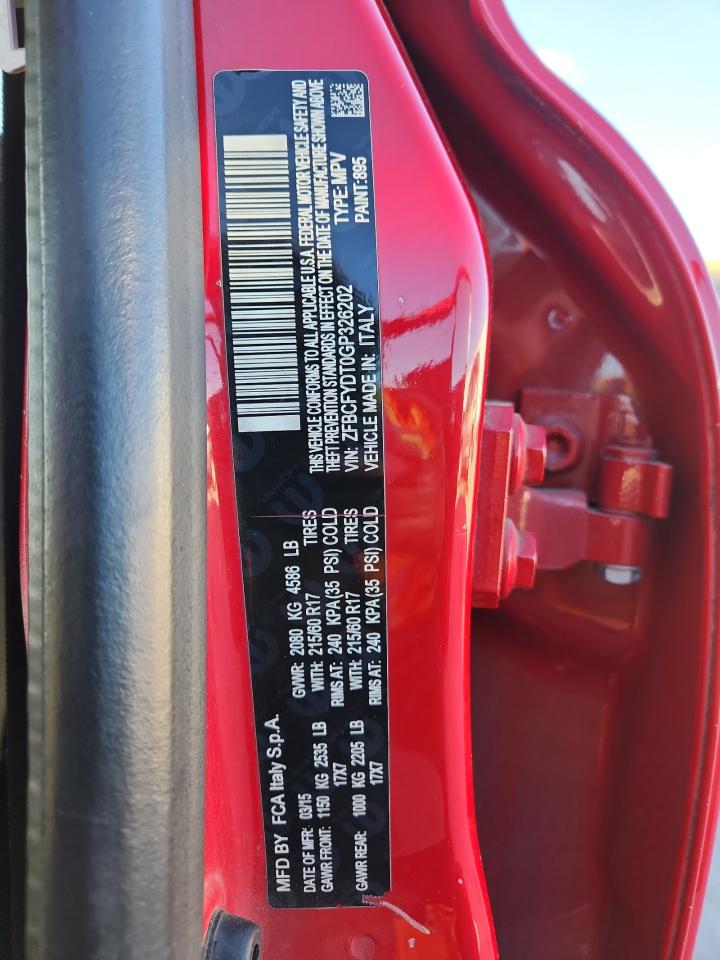 MFD BY FCA Italy S.p.A.
DATE OF MFR: 03/15 GVWR: 2080 KG 4586 LB
GAWR FRONT: 1150 KG 2535 LB WITH: 215/60 R17 TIRES
17X7 RIMS AT: 240 KPA(35 PSI) COLD
GAWR REAR: 1000 KG 2205 LB WITH: 215/60 R17 TIRES
17X7 RIMS AT: 240 KPA(35 PSI) COLD
THIS VEHICLE CONFORMS TO ALL APPLICABLE U.S.A. FEDERAL MOTOR VEHICLE SAFETY AND
THEFT PREVENTION STANDARDS IN EFFECT ON THE DATE OF MANUFACTURE SHOWN ABOVE
VIN: ZFBCFYDT0GP326202 TYPE: MPV
VEHICLE MADE IN: ITALY PAINT:895